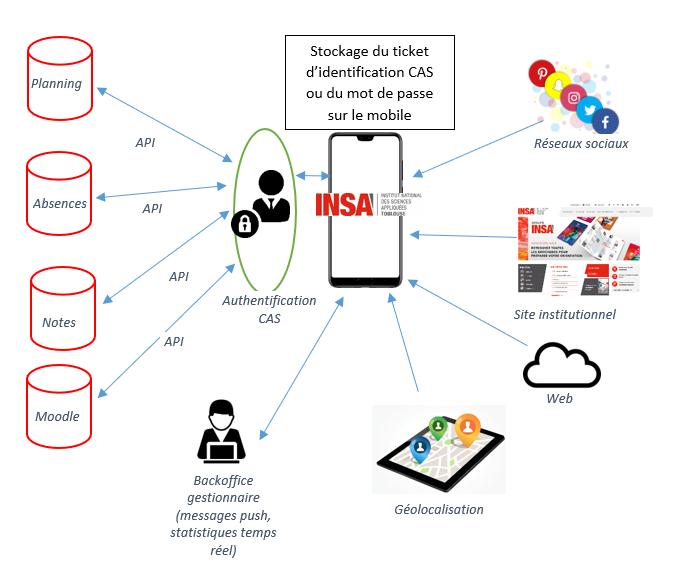 Stockage du ticket
d'identification CAS
ou du mot de passe
sur le mobile
Planning
API
Absences
API
Notes
API
Moodle
API
Authentification
CAS
INSA
INSTITUT NATIONAL
DES SCIENCES
APPLIQUÉES
TOULOUSE
Réseaux sociaux
INSA
INSA
Site institutionnel
Web
Géolocalisation
Backoffice
gestionnaire
(messages push,
statistiques temps
réel)